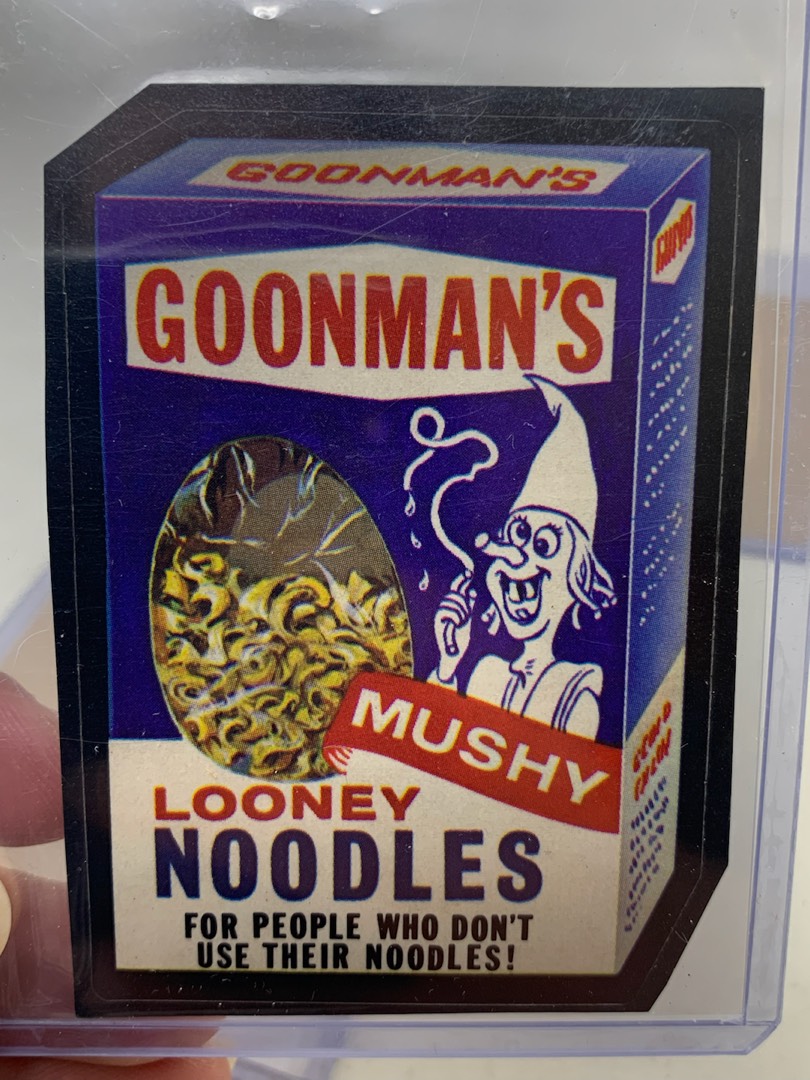 GOONMAN'S
GOONMAN'S
MUSHY
LOONEY
NOODLES
FOR PEOPLE WHO DON'T
USE THEIR NOODLES!